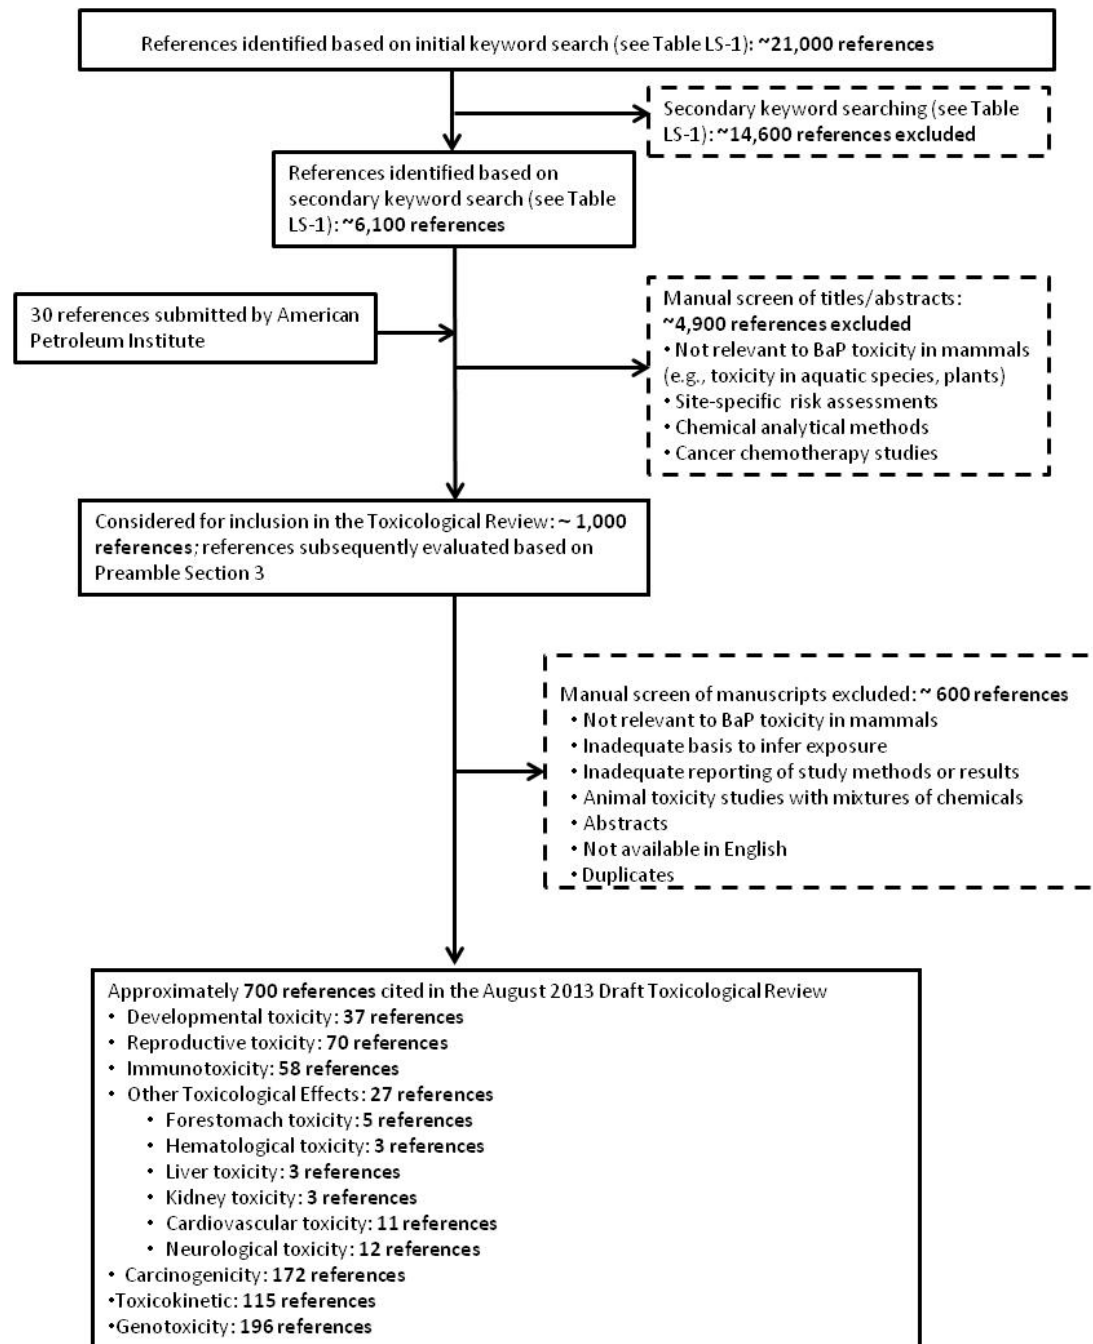 References identified based on initial keyword search (see Table LS-1): ~21,000 references
Secondary keyword searching (see Table
LS-1): ~14,600 references excluded
References identified based on
secondary keyword search (see Table
LS-1): ~6,100 references
30 references submitted by American
Petroleum Institute
Manual screen of titles/abstracts:
~4,900 references excluded
• Not relevant to BaP toxicity in mammals
(e.g., toxicity in aquatic species, plants)
• Site-specific risk assessments
• Chemical analytical methods
• Cancer chemotherapy studies
Considered for inclusion in the Toxicological Review: ~ 1,000
references; references subsequently evaluated based on
Preamble Section 3
Manual screen of manuscripts excluded: ~ 600 references
• Not relevant to BaP toxicity in mammals
• Inadequate basis to infer exposure
• Inadequate reporting of study methods or results
• Animal toxicity studies with mixtures of chemicals
• Abstracts
• Not available in English
• Duplicates
Approximately 700 references cited in the August 2013 Draft Toxicological Review
• Developmental toxicity: 37 references
• Reproductive toxicity: 70 references
• Immunotoxicity: 58 references
• Other Toxicological Effects: 27 references
• Forestomach toxicity: 5 references
• Hematological toxicity: 3 references
• Liver toxicity: 3 references
• Kidney toxicity: 3 references
• Cardiovascular toxicity: 11 references
• Neurological toxicity: 12 references
• Carcinogenicity: 172 references
•Toxicokinetic: 115 references
•Genotoxicity: 196 references